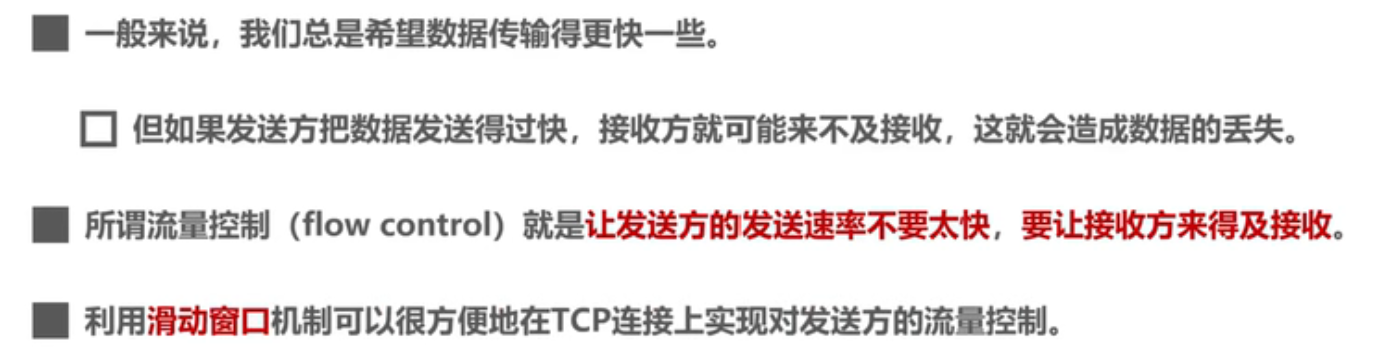 一般来说，我们总是希望数据传输得更快一些。
但如果发送方把数据发送得过快，接收方就可能来不及接收，这就会造成数据的丢失。
所谓流量控制（flow control）就是让发送方的发送速率不要太快，要让接收方来得及接收。
利用滑动窗口机制可以很方便地在TCP连接上实现对发送方的流量控制。